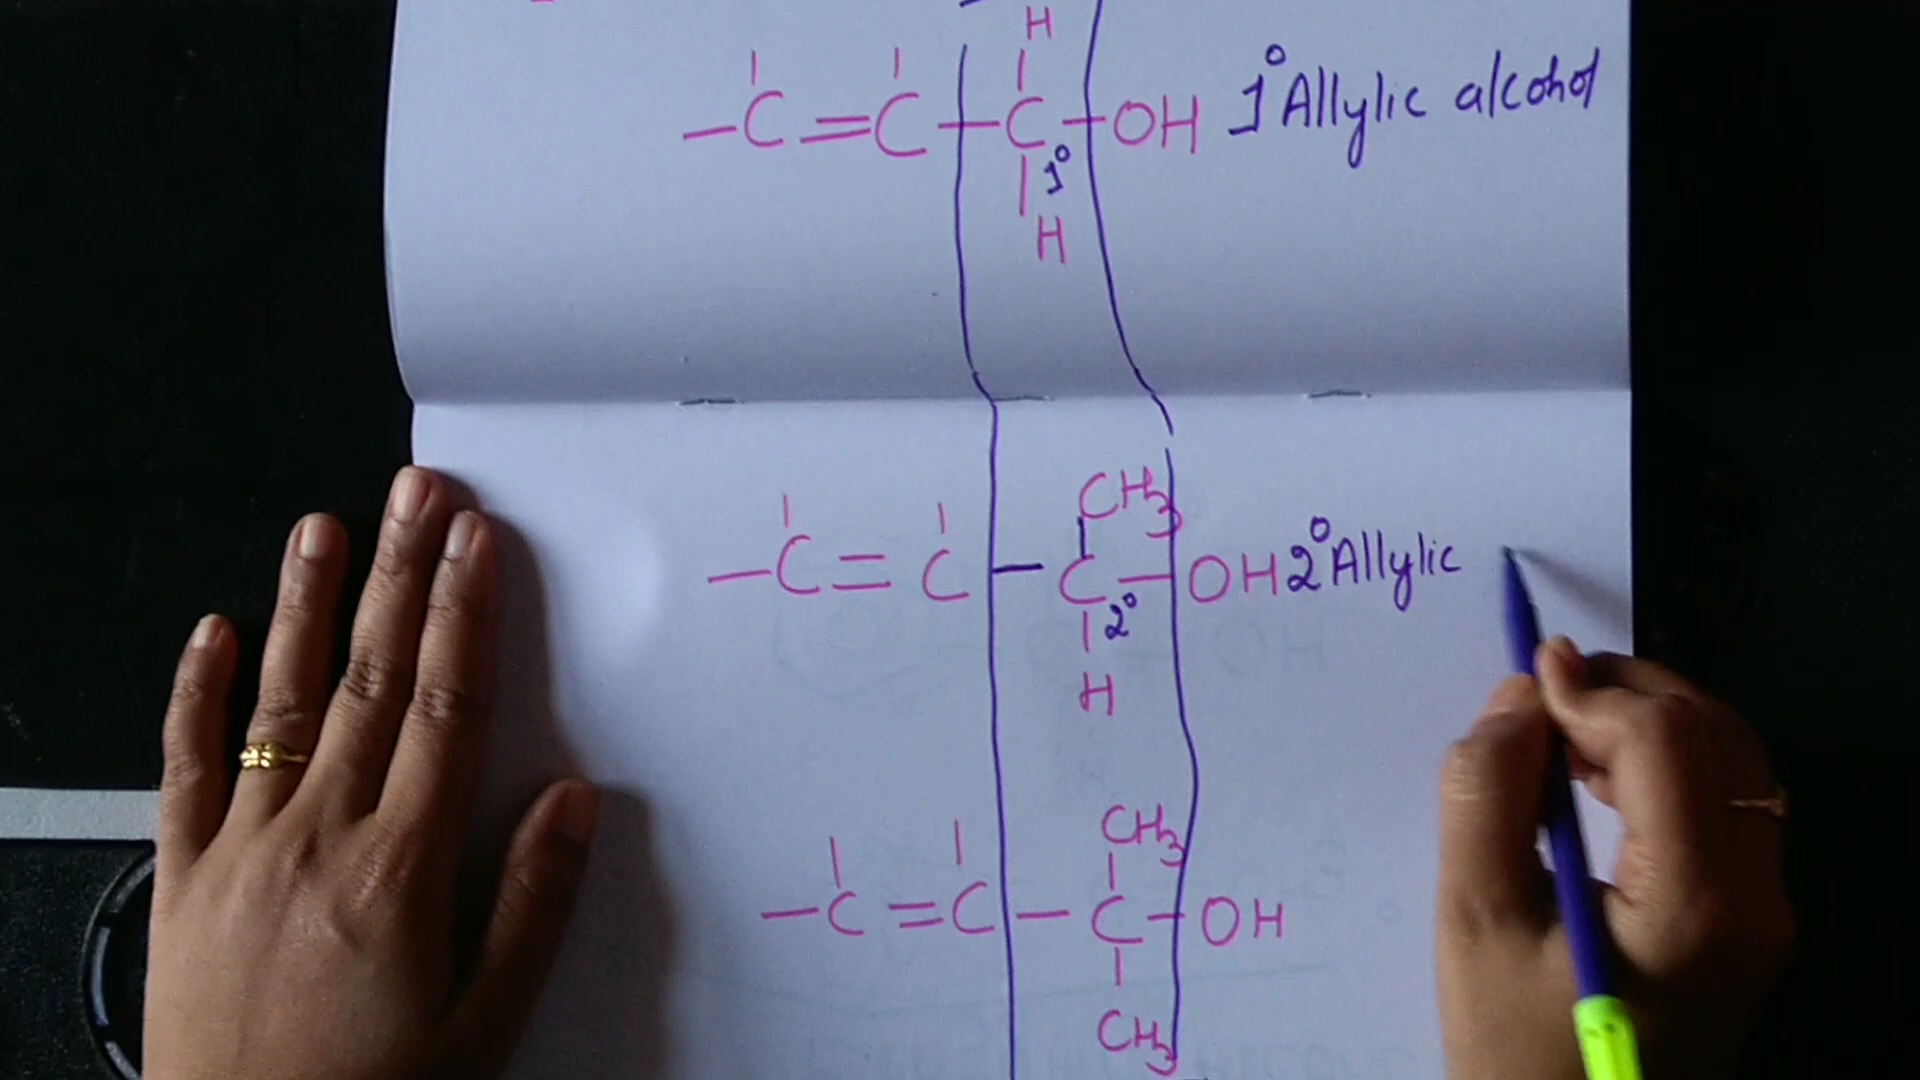 H
-C=C-C-OH 1° Allylic alcohol
1°
H
CH3
-C=C-C-OH 2° Allylic
2°
H
CH3
-C=C-C-OH
CH3